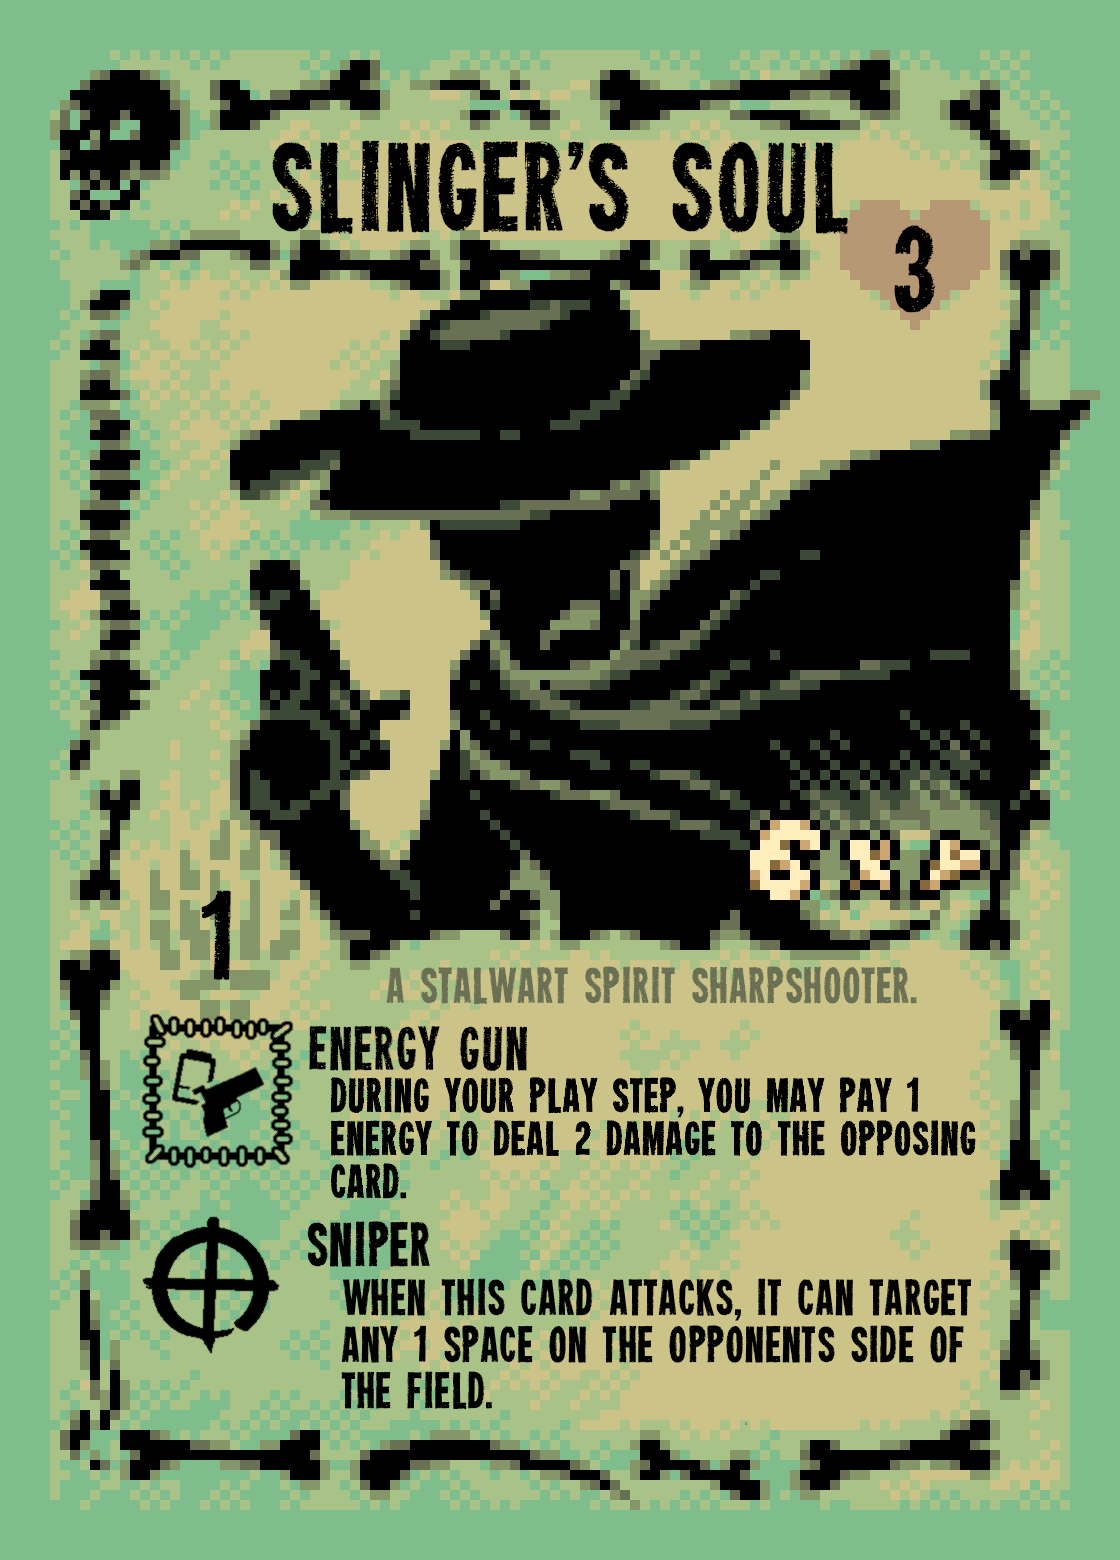 SLINGER'S SOUL
3
6 X Y
1
A STALWART SPIRIT SHARPSHOOTER.
ENERGY GUN
DURING YOUR PLAY STEP, YOU MAY PAY 1
ENERGY TO DEAL 2 DAMAGE TO THE OPPOSING
CARD.
SNIPER
WHEN THIS CARD ATTACKS, IT CAN TARGET
ANY 1 SPACE ON THE OPPONENTS SIDE OF
THE FIELD.